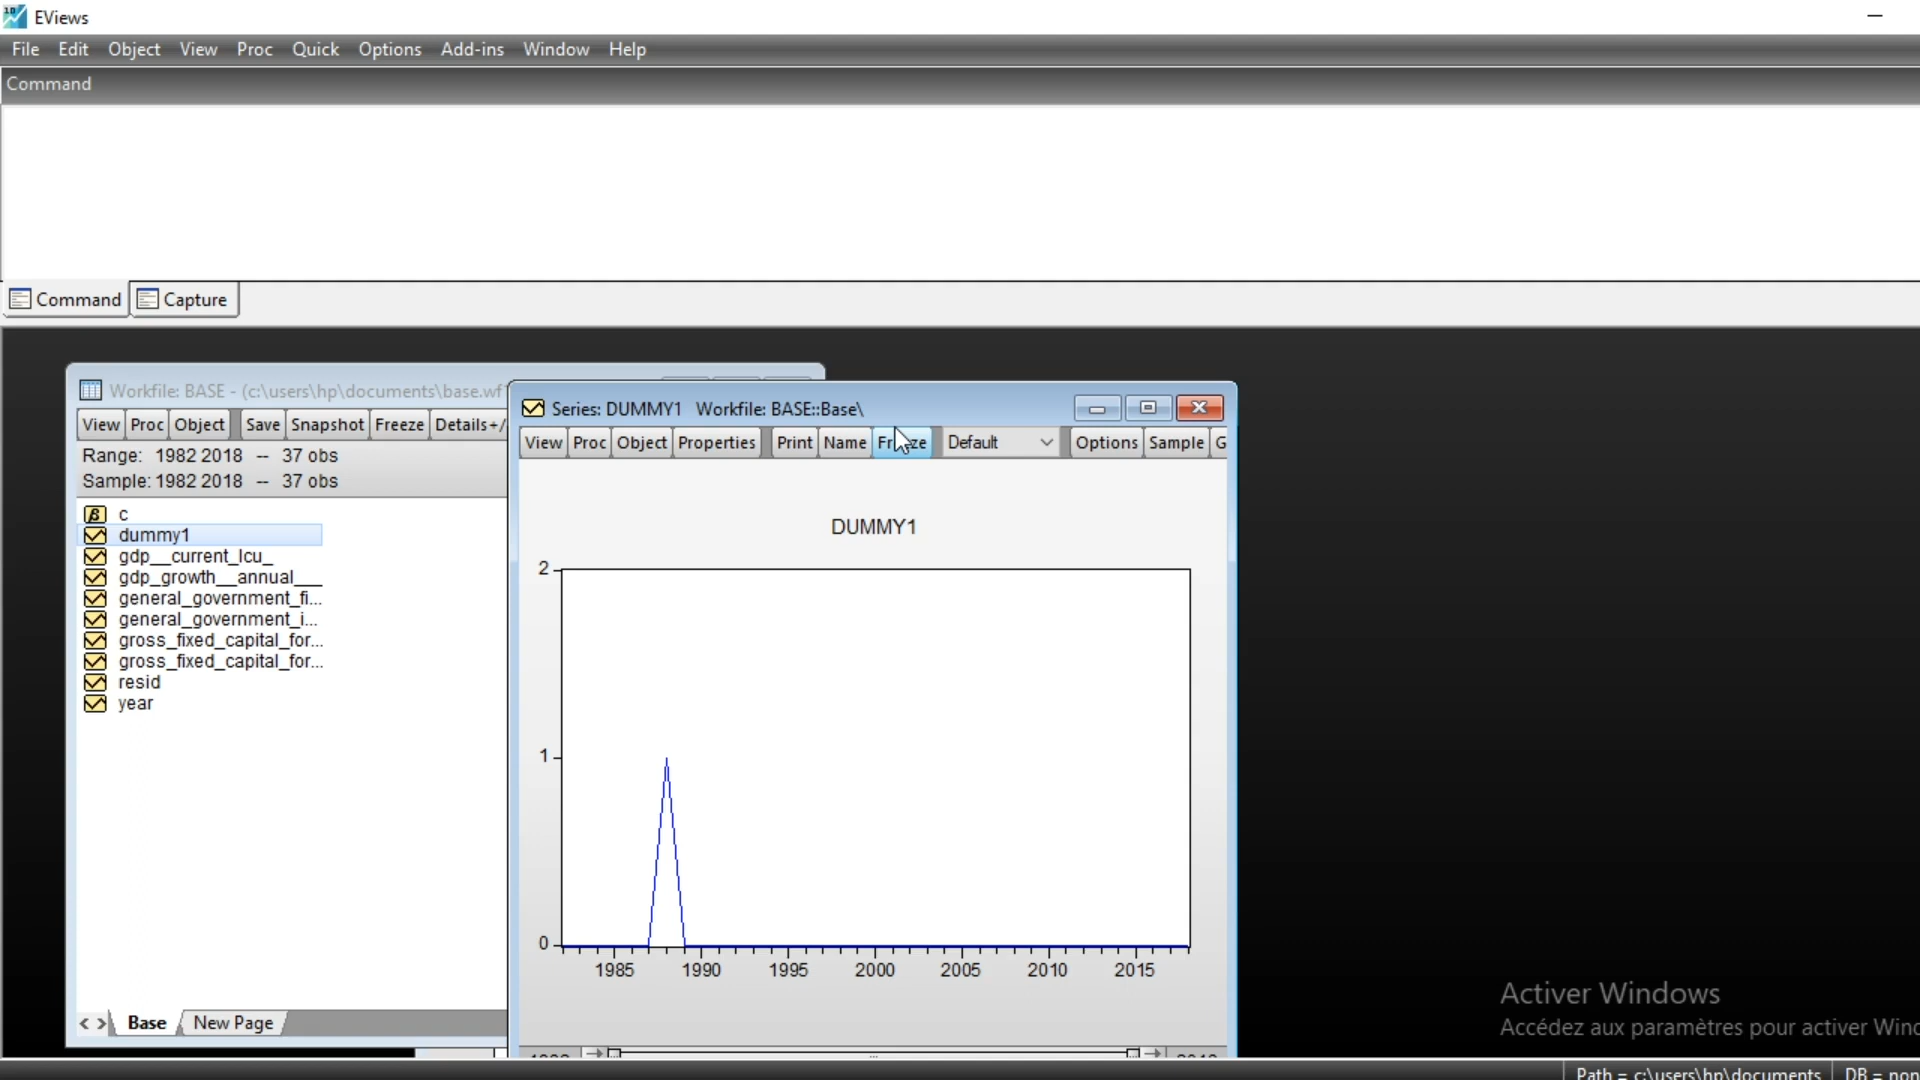 EViews
File Edit Object View Proc Quick Options Add-ins Window Help
Command
Command Capture
Workfile: BASE - (c:\users\hp\documents\base.wf
View Proc Object Save Snapshot Freeze Details+/
Range: 1982 2018 -- 37 obs
Sample: 1982 2018 -- 37 obs
c
dummy1
gdp__current_lcu_
gdp_growth__annual___
general_government_fi...
general_government_i...
gross_fixed_capital_for...
gross_fixed_capital_for...
resid
year
Base New Page
Series: DUMMY1 Workfile: BASE::Base\
View Proc Object Properties Print Name Freeze Default Options Sample G
DUMMY1
2
1
0
1985 1990 1995 2000 2005 2010 2015
Activer Windows
Accédez aux paramètres pour activer Winc
Path = c:\users\hp\documents DB = non